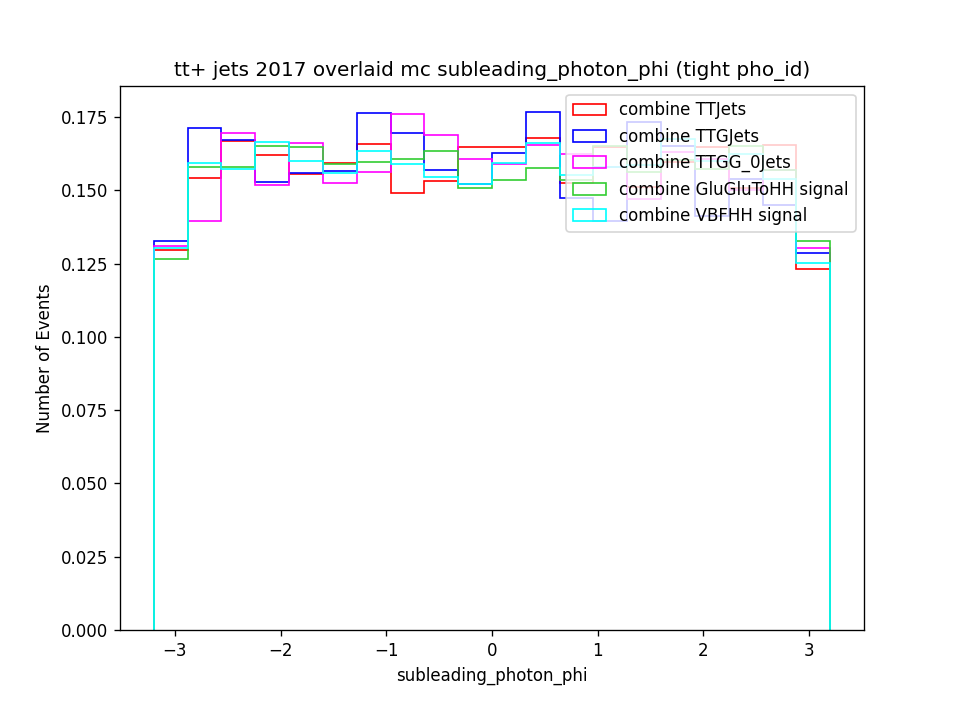 tt+ jets 2017 overlaid mc subleading_photon_phi (tight pho_id)
combine TTJets
combine TTGJets
combine TTGG_0Jets
combine GluGluToHH signal
combine VBFHH signal
0.175
0.150
0.125
0.100
0.075
0.050
0.025
0.000
Number of Events
−3 −2 −1 0 1 2 3
subleading_photon_phi